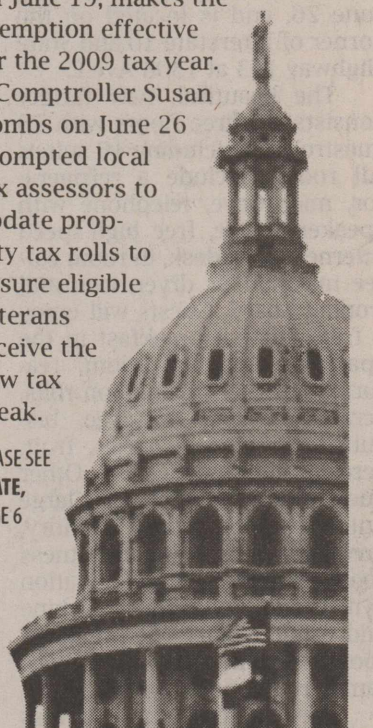 June 19, makes the
emption effective
r the 2009 tax year.
Comptroller Susan
ombs on June 26
ompted local
x assessors to
pdate prop-
ty tax rolls to
sure eligible
terans
ceive the
w tax
eak.
ASE SEE
ATE,
E 6